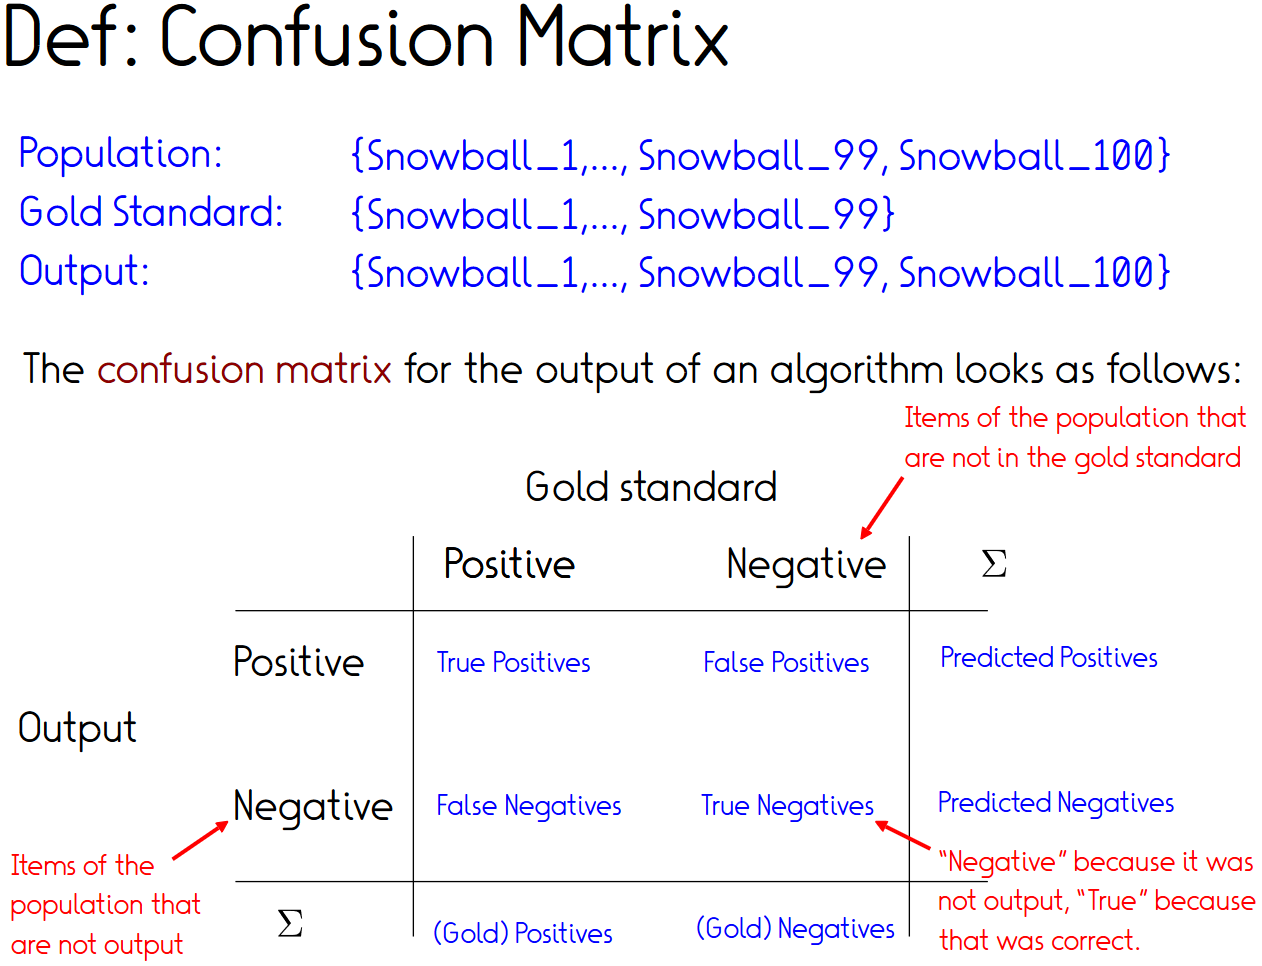 Def: Confusion Matrix
Population: {Snowball_1,..., Snowball_99, Snowball_100}
Gold Standard: {Snowball_1,..., Snowball_99}
Output: {Snowball_1,..., Snowball_99, Snowball_100}
The confusion matrix for the output of an algorithm looks as follows:
Items of the population that
are not in the gold standard
Gold standard
Positive Negative Σ
Positive True Positives False Positives Predicted Positives
Output
Negative False Negatives True Negatives Predicted Negatives
Items of the
population that
are not output
"Negative" because it was
not output, "True" because
that was correct.
Σ (Gold) Positives (Gold) Negatives